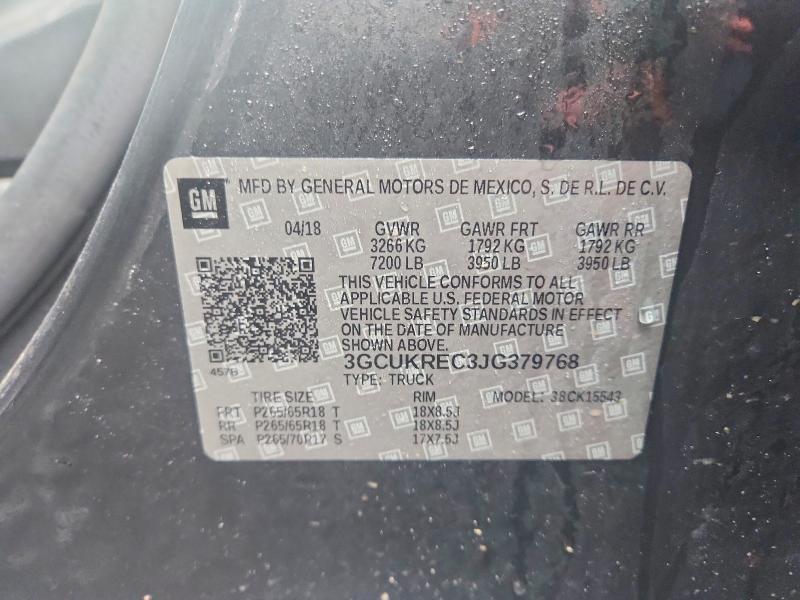 GM MFD BY GENERAL MOTORS DE MEXICO, S. DE R.L. DE C.V.
04/18 GVWR GAWR FRT GAWR RR
3266 KG 1792 KG 1792 KG
7200 LB 3950 LB 3950 LB
THIS VEHICLE CONFORMS TO ALL
APPLICABLE U.S. FEDERAL MOTOR
VEHICLE SAFETY STANDARDS IN EFFECT
ON THE DATE OF MANUFACTURE
SHOWN ABOVE.
3GCUKREC3JG379768
457B TYPE: TRUCK
TIRE SIZE RIM MODEL: 38CK15543
FRT P265/65R18 T 18X8.5J
RR P265/65R18 T 18X8.5J
SPA P265/70R17 S 17X7.5J